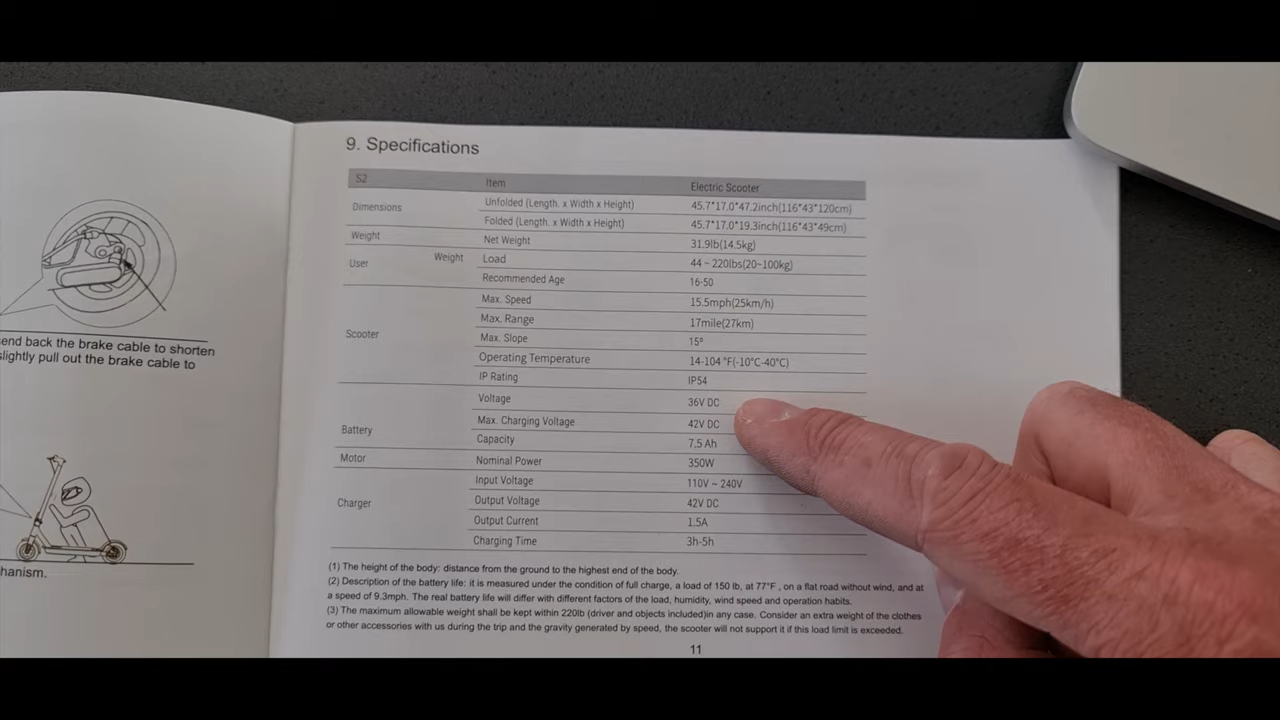 send back the brake cable to shorten
slightly pull out the brake cable to
hanism.
9. Specifications
S2 Item Electric Scooter
Dimensions Unfolded (Length. x Width x Height) 45.7*17.0*47.2inch(116*43*120cm)
Folded (Length. x Width x Height) 45.7*17.0*19.3inch(116*43*49cm)
Weight Net Weight 31.9lb(14.5kg)
User Weight Load 44 ~ 220lbs(20~100kg)
Recommended Age 16-50
Scooter Max. Speed 15.5mph(25km/h)
Max. Range 17mile(27km)
Max. Slope 15°
Operating Temperature 14-104 °F(-10°C-40°C)
IP Rating IP54
Battery Voltage 36V DC
Max. Charging Voltage 42V DC
Capacity 7.5 Ah
Motor Nominal Power 350W
Charger Input Voltage 110V ~ 240V
Output Voltage 42V DC
Output Current 1.5A
Charging Time 3h-5h
(1) The height of the body: distance from the ground to the highest end of the body.
(2) Description of the battery life: it is measured under the condition of full charge, a load of 150 lb, at 77°F , on a flat road without wind, and at
a speed of 9.3mph. The real battery life will differ with different factors of the load, humidity, wind speed and operation habits.
(3) The maximum allowable weight shall be kept within 220lb (driver and objects included)in any case. Consider an extra weight of the clothes
or other accessories with us during the trip and the gravity generated by speed, the scooter will not support it if this load limit is exceeded.
11